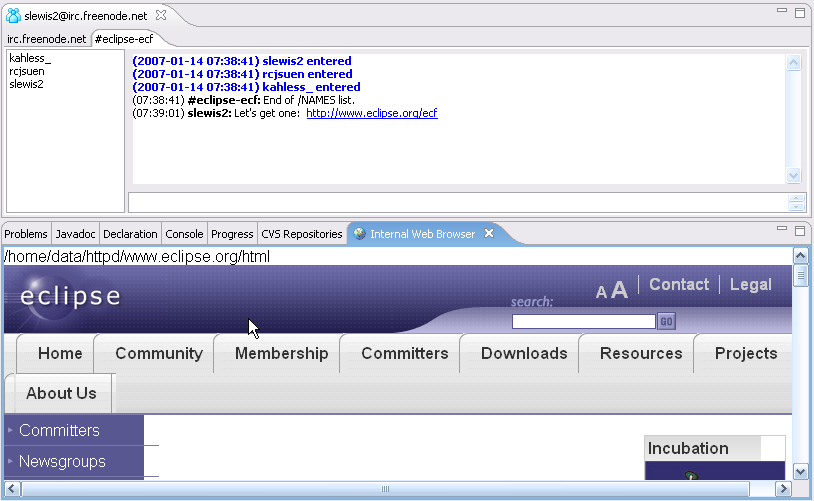 slewis2@irc.freenode.net
irc.freenode.net #eclipse-ecf
kahless_
rcjsuen
slewis2
(2007-01-14 07:38:41) slewis2 entered
(2007-01-14 07:38:41) rcjsuen entered
(2007-01-14 07:38:41) kahless_ entered
(07:38:41) #eclipse-ecf: End of /NAMES list.
(07:39:01) slewis2: Let's get one: http://www.eclipse.org/ecf
Problems Javadoc Declaration Console Progress CVS Repositories Internal Web Browser
/home/data/httpd/www.eclipse.org/html
eclipse
A A Contact Legal
search:
GO
Home Community Membership Committers Downloads Resources Projects
About Us
Committers
Newsgroups
Incubation